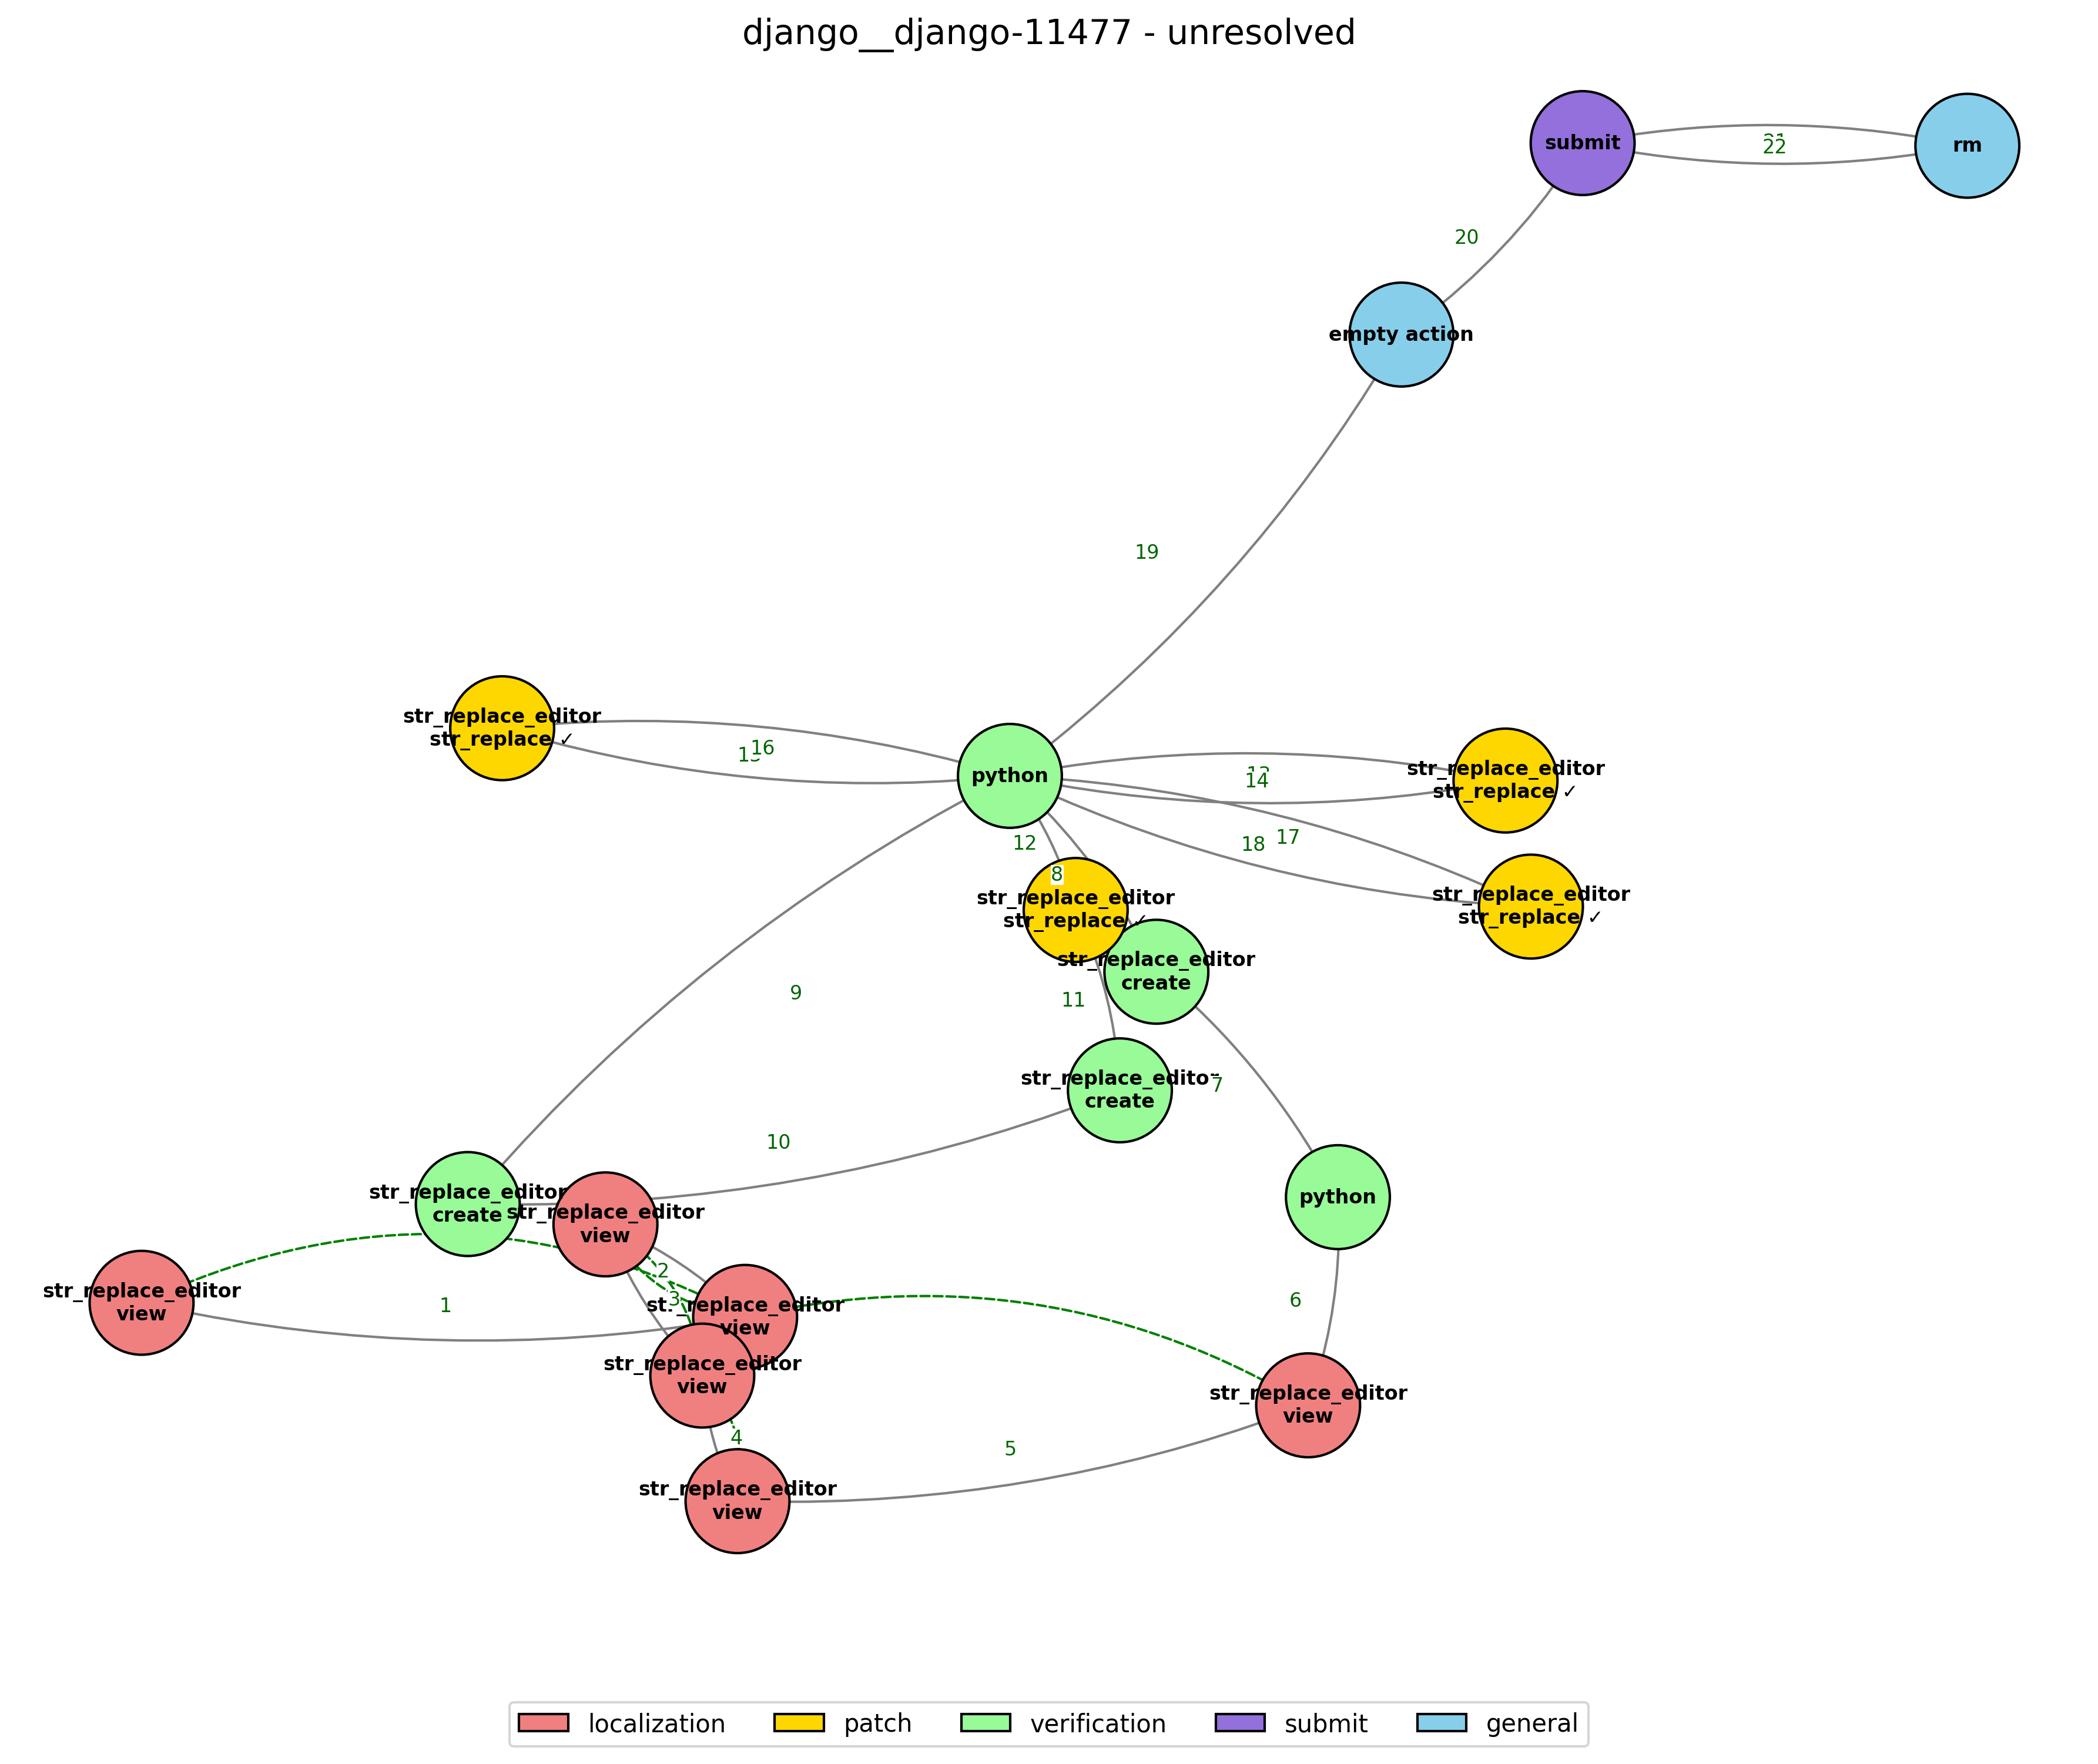 django__django-11477 - unresolved
submit
rm
22
20
empty action
19
str_replace_editor
str_replace ✓
16
python
14
str_replace_editor
str_replace ✓
17
18
12
8
str_replace_editor
str_replace ✓
str_replace_editor
str_replace ✓
str_replace_editor
create
9
11
str_replace_editor
create
7
10
str_replace_editor
create
str_replace_editor
view
python
2
str_replace_editor
view
1
3
str_replace_editor
view
6
str_replace_editor
view
str_replace_editor
view
4
5
str_replace_editor
view
localization
patch
verification
submit
general